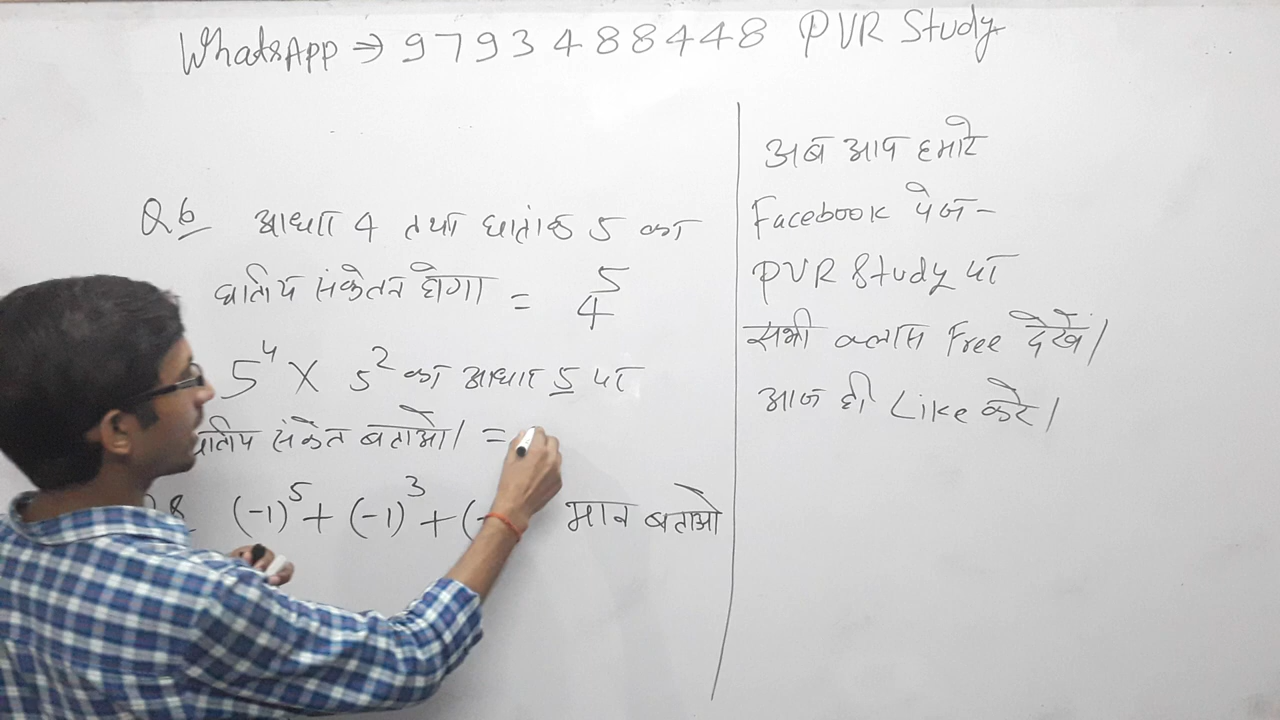 WhatsApp ⇒ 9793488448 PVR Study
Q6 आधार 4 तथा घातांक 5 का
घातीय संकेतन होगा = 4⁵
5⁴ × 5² का आधार 5 पर
घातीय संकेत बताओ। =
8 (-1)⁵ + (-1)³ + (- मान बताओ
अब आप हमारे
Facebook पेज -
PVR Study पर
सभी क्लास Free देखें।
आज ही Like करे।